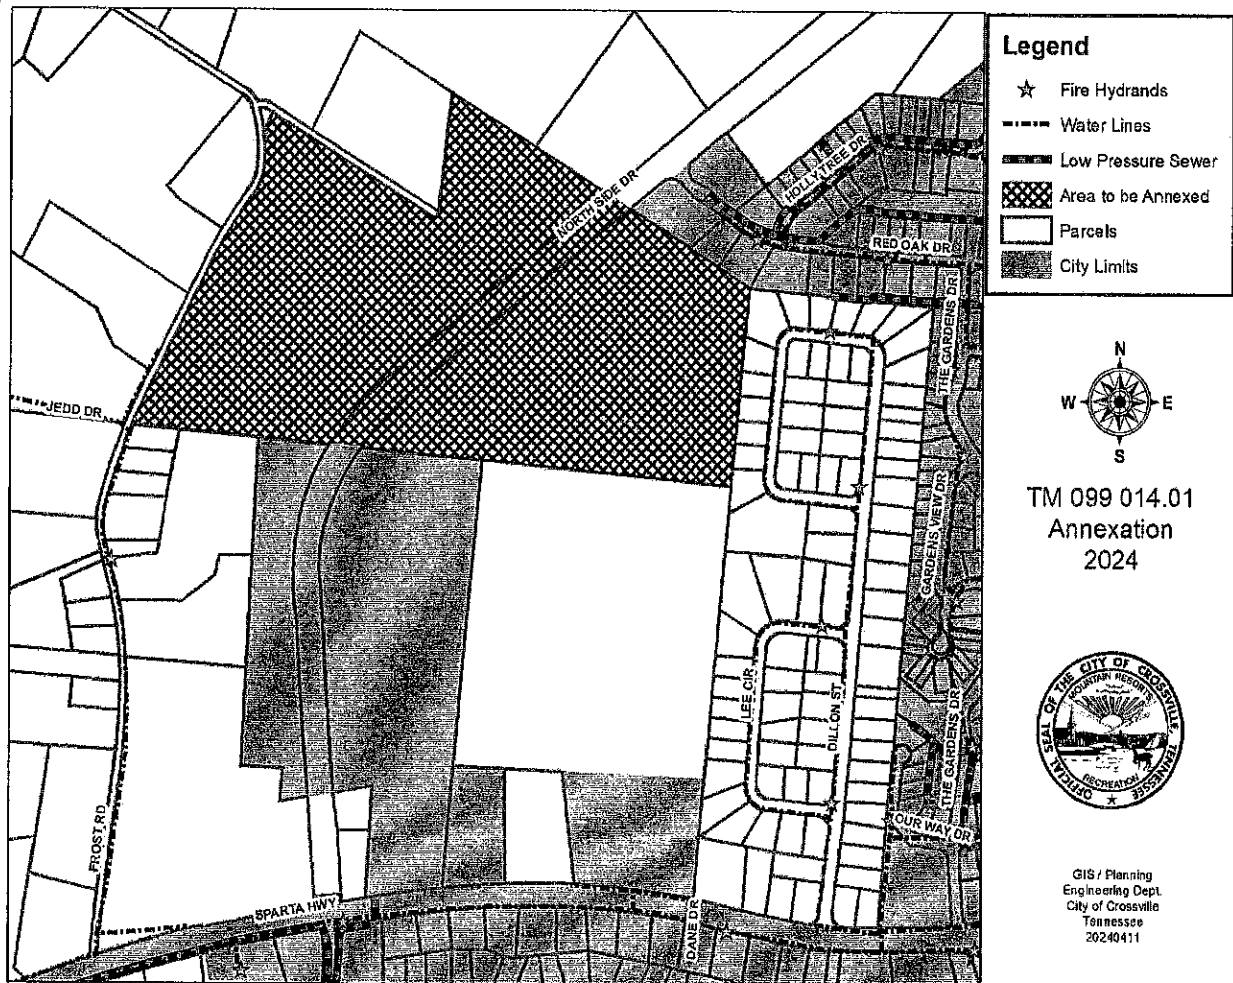 Legend
Fire Hydrands
Water Lines
Low Pressure Sewer
Area to be Annexed
Parcels
City Limits
N
W
E
S
TM 099 014.01
Annexation
2024
OFFICIAL SEAL OF THE CITY OF CROSSVILLE, TENNESSEE
MOUNTAIN RESORTS
RECREATION
GIS / Planning
Engineering Dept.
City of Crossville
Tennessee
20240411
NORTH SIDE DR
HOLLY TREE DR
RED OAK DR
THE GARDENS DR
JEDD DR
GARDENS VIEW DR
LEE CIR
DILLON ST
THE GARDENS DR
OUR WAY DR
FROST RD
SPARTA HWY
DANE DR